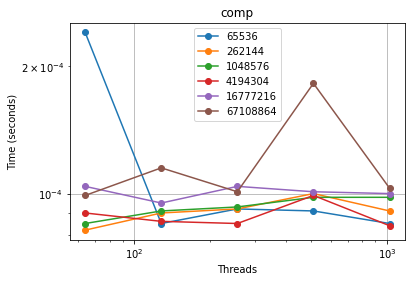 comp
65536
262144
1048576
4194304
16777216
67108864
Time (seconds)
2 × 10⁻⁴
10⁻⁴
10²
10³
Threads